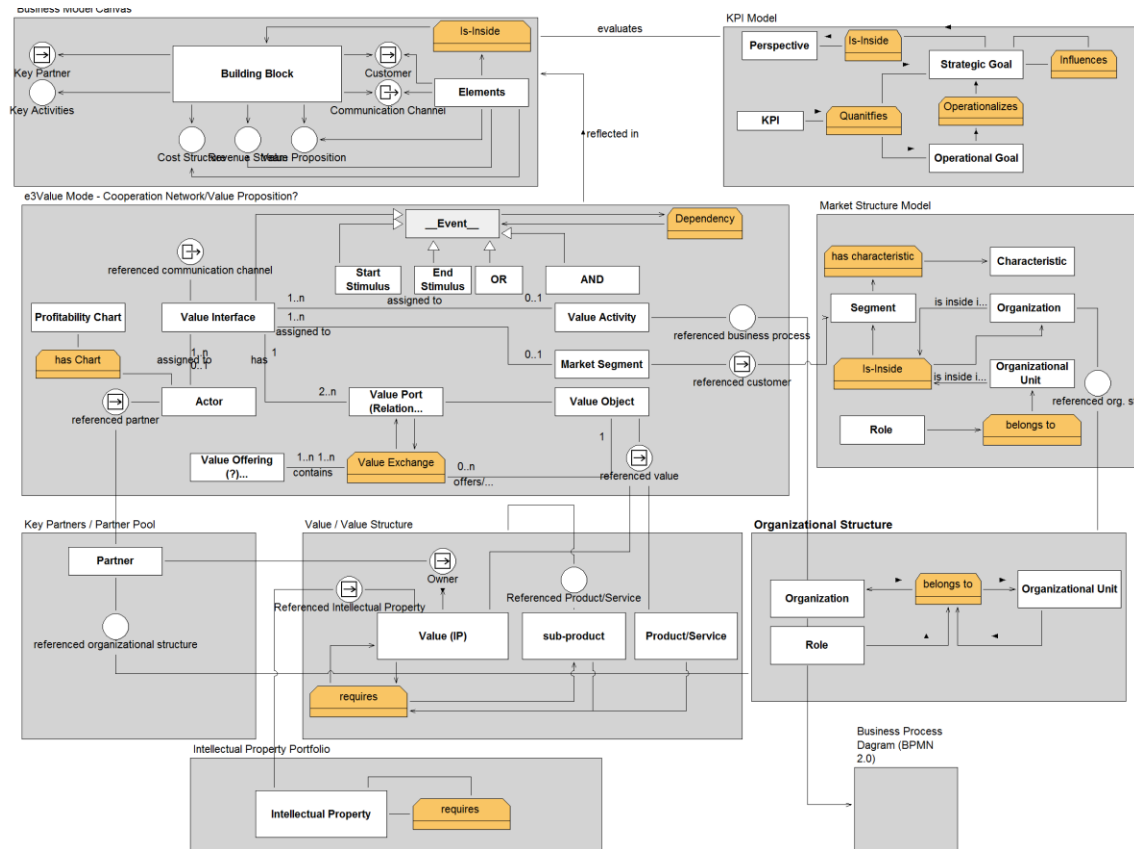 Business Model Canvas
Is-Inside
Key Partner
Building Block
Customer
Key Activities
Communication Channel
Elements
Cost Structure
Revenue Stream
Value Proposition
evaluates
reflected in
KPI Model
Perspective
Is-Inside
Strategic Goal
Influences
KPI
Quanitfies
Operationalizes
Operational Goal
e3Value Mode - Cooperation Network/Value Proposition?
__Event__
Dependency
referenced communication channel
Start
Stimulus
End
Stimulus
OR
AND
1..n
assigned to
0..1
Profitability Chart
Value Interface
1..n
assigned to
Value Activity
referenced business process
has Chart
assigned to
1..n
0..1
has
1
0..1
Market Segment
referenced customer
Actor
referenced partner
2..n
Value Port
(Relation...
Value Object
1
Value Offering
(?)...
1..n
1..n
contains
Value Exchange
0..n
offers/...
referenced value
Market Structure Model
has characteristic
Characteristic
Segment
is inside i...
Organization
Is-Inside
is inside i...
Organizational
Unit
referenced org. s
Role
belongs to
Key Partners / Partner Pool
Partner
referenced organizational structure
Value / Value Structure
Owner
Referenced Intellectual Property
Referenced Product/Service
Value (IP)
sub-product
Product/Service
requires
Organizational Structure
Organization
belongs to
Organizational Unit
Role
Intellectual Property Portfolio
Intellectual Property
requires
Business Process
Dagram (BPMN
2.0)